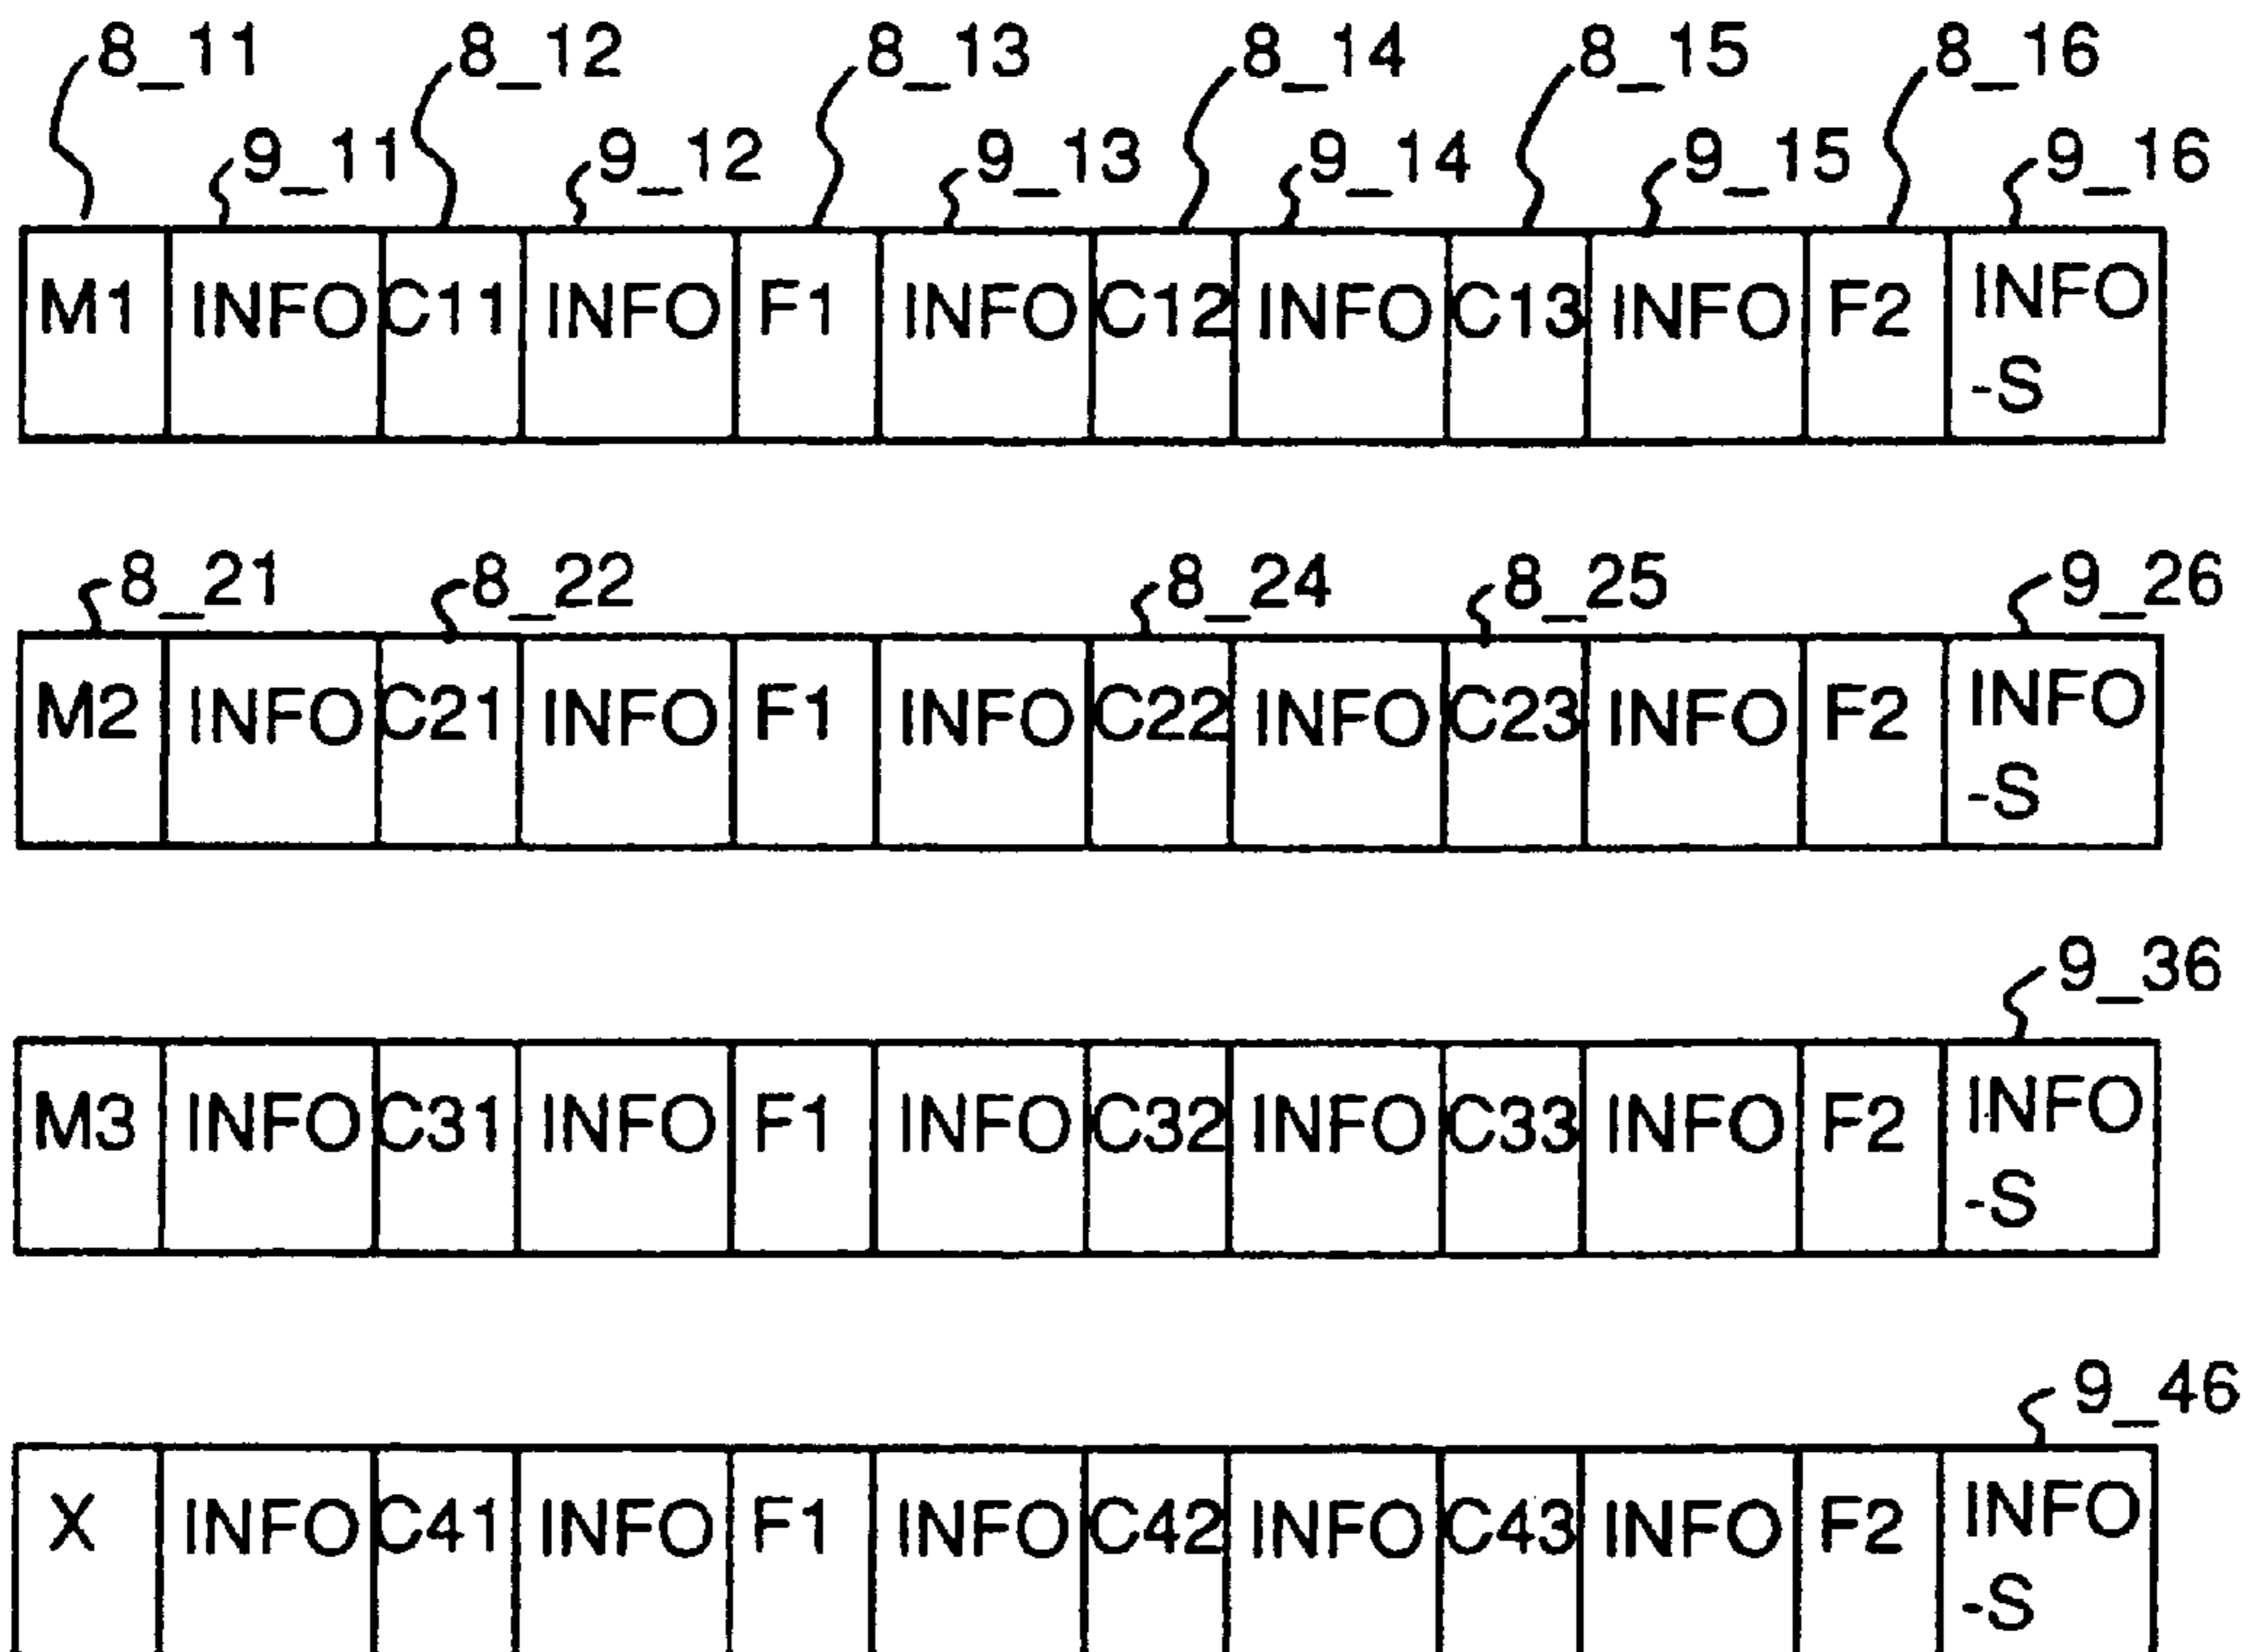 8_11 8_12 8_13 8_14 8_15 8_16
9_11 9_12 9_13 9_14 9_15 9_16
M1 INFO C11 INFO F1 INFO C12 INFO C13 INFO F2 INFO
-S
8_21 8_22 8_24 8_25 9_26
M2 INFO C21 INFO F1 INFO C22 INFO C23 INFO F2 INFO
-S
9_36
M3 INFO C31 INFO F1 INFO C32 INFO C33 INFO F2 INFO
-S
9_46
X INFO C41 INFO F1 INFO C42 INFO C43 INFO F2 INFO
-S